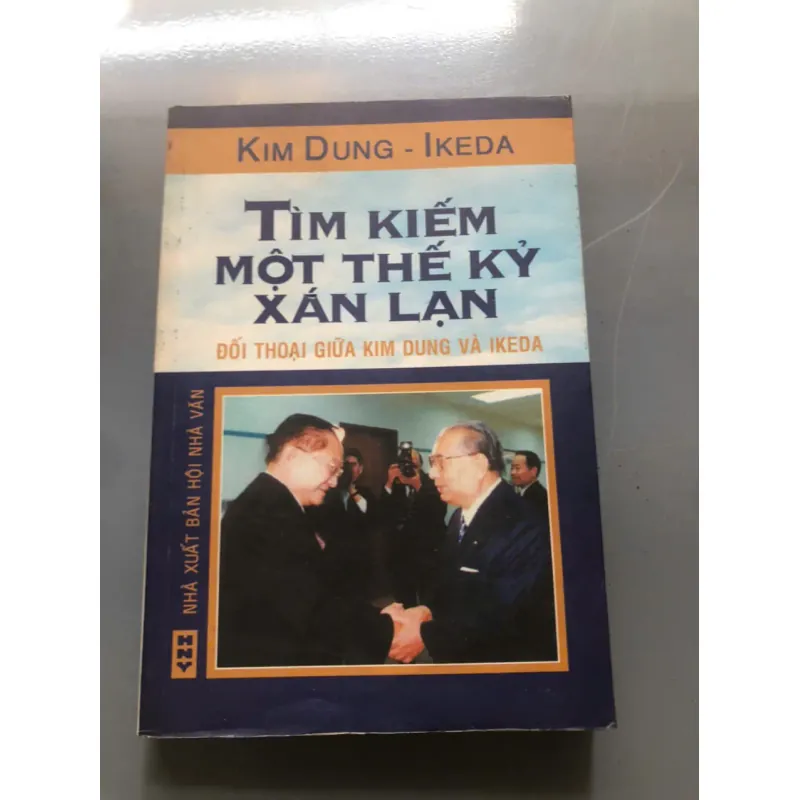 KIM DUNG - IKEDA
TÌM KIẾM
MỘT THẾ KỶ
XÁN LẠN
ĐỐI THOẠI GIỮA KIM DUNG VÀ IKEDA
NHÀ XUẤT BẢN HỘI NHÀ VĂN
HNV